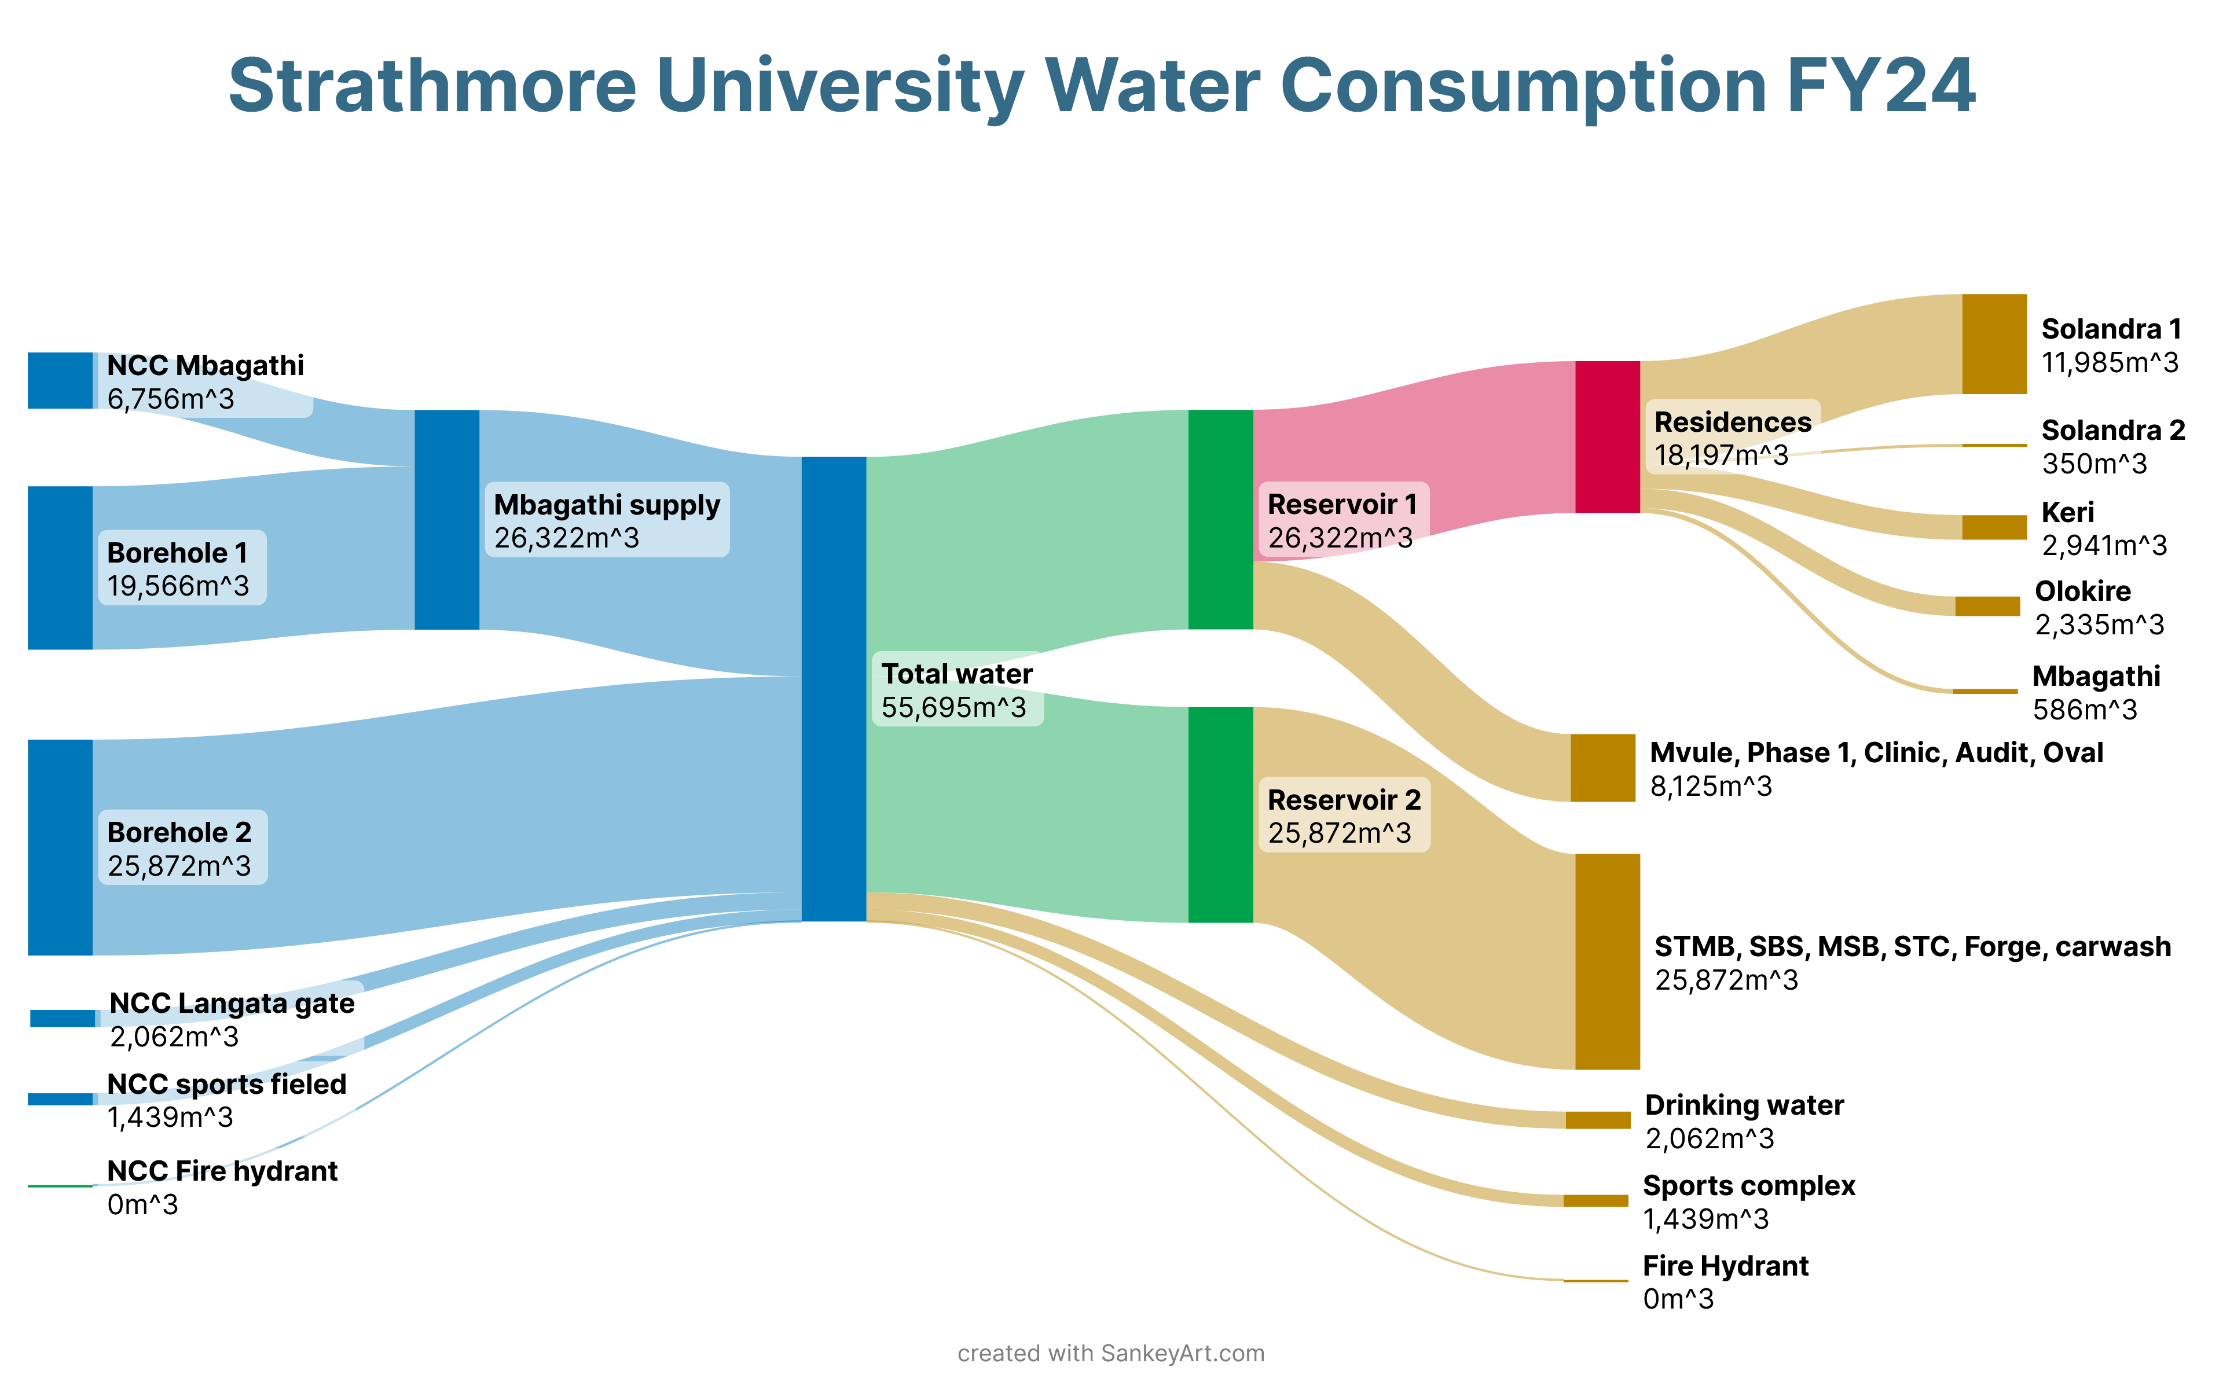 Strathmore University Water Consumption FY24
NCC Mbagathi
6,756m^3
Borehole 1
19,566m^3
Borehole 2
25,872m^3
NCC Langata gate
2,062m^3
NCC sports fieled
1,439m^3
NCC Fire hydrant
0m^3
Mbagathi supply
26,322m^3
Total water
55,695m^3
Reservoir 1
26,322m^3
Reservoir 2
25,872m^3
Residences
18,197m^3
Mvule, Phase 1, Clinic, Audit, Oval
8,125m^3
STMB, SBS, MSB, STC, Forge, carwash
25,872m^3
Drinking water
2,062m^3
Sports complex
1,439m^3
Fire Hydrant
0m^3
Solandra 1
11,985m^3
Solandra 2
350m^3
Keri
2,941m^3
Olokire
2,335m^3
Mbagathi
586m^3
created with SankeyArt.com